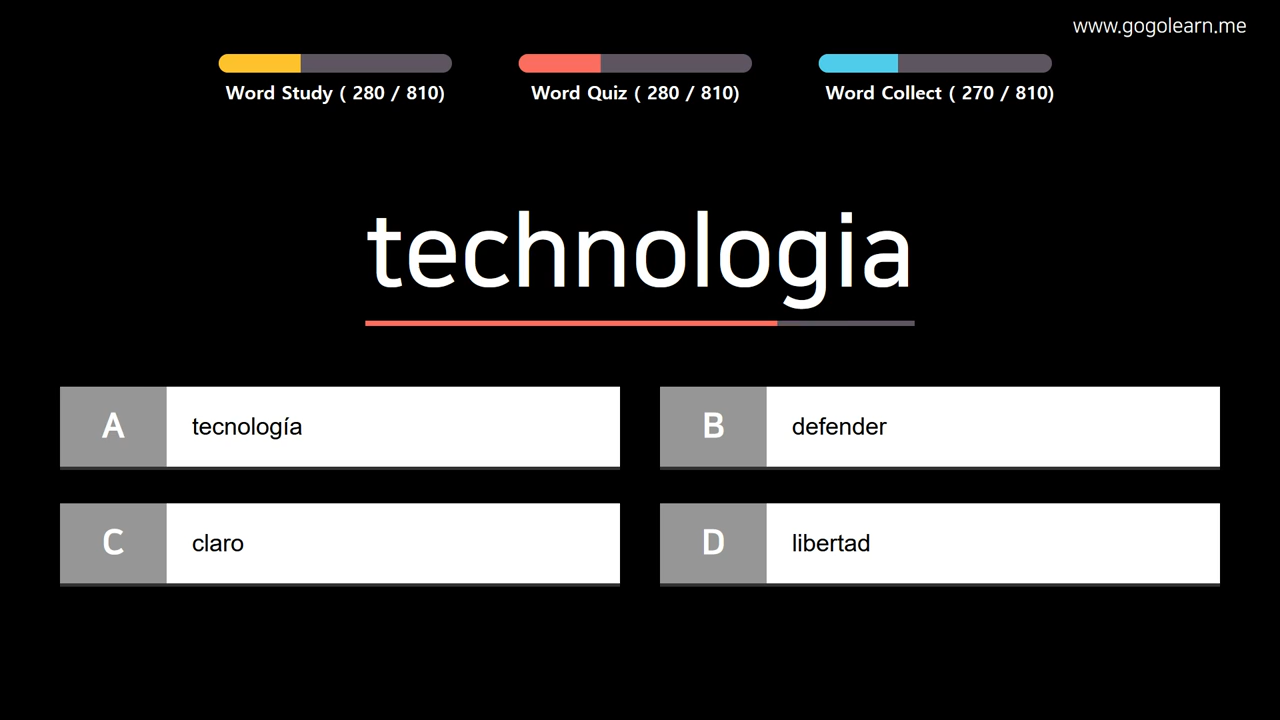 www.gogolearn.me
Word Study ( 280 / 810)
Word Quiz ( 280 / 810)
Word Collect ( 270 / 810)
technologia
A tecnología
B defender
C claro
D libertad